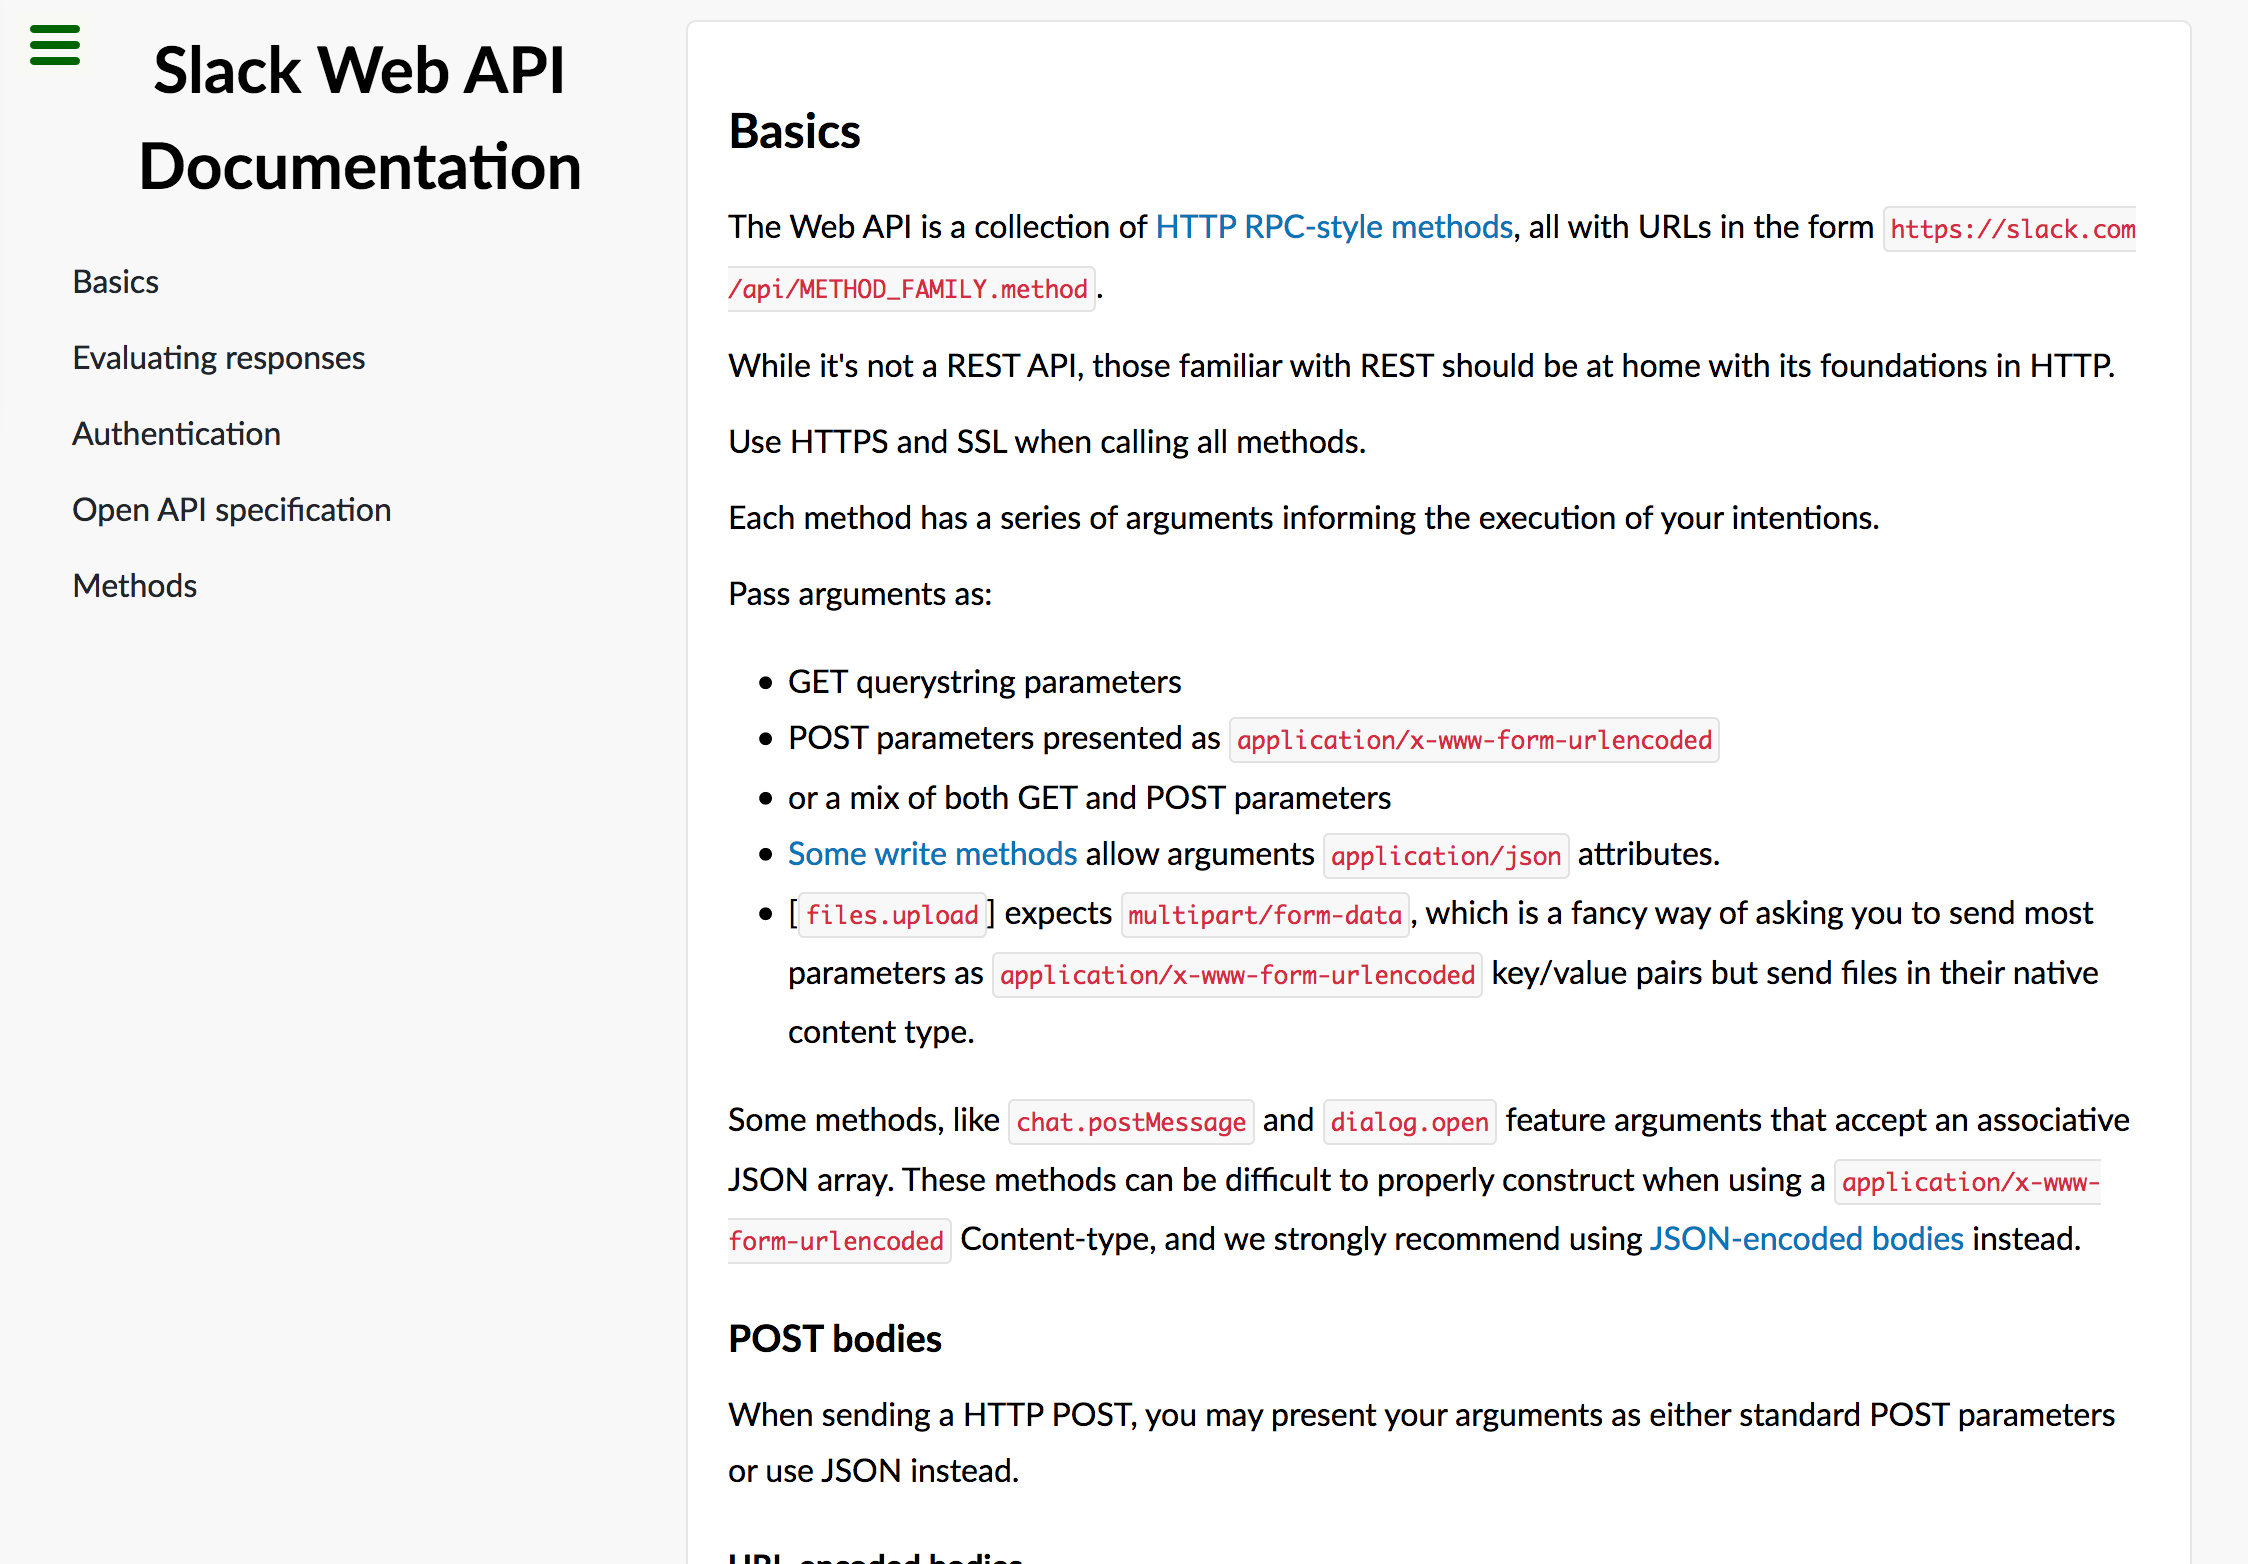 Slack Web API
Documentation
Basics
Evaluating responses
Authentication
Open API specification
Methods
Basics
The Web API is a collection of HTTP RPC-style methods, all with URLs in the form https://slack.com
/api/METHOD_FAMILY.method.
While it's not a REST API, those familiar with REST should be at home with its foundations in HTTP.
Use HTTPS and SSL when calling all methods.
Each method has a series of arguments informing the execution of your intentions.
Pass arguments as:
• GET querystring parameters
• POST parameters presented as application/x-www-form-urlencoded
• or a mix of both GET and POST parameters
• Some write methods allow arguments application/json attributes.
• [files.upload] expects multipart/form-data, which is a fancy way of asking you to send most
parameters as application/x-www-form-urlencoded key/value pairs but send files in their native
content type.
Some methods, like chat.postMessage and dialog.open feature arguments that accept an associative
JSON array. These methods can be difficult to properly construct when using a application/x-www-
form-urlencoded Content-type, and we strongly recommend using JSON-encoded bodies instead.
POST bodies
When sending a HTTP POST, you may present your arguments as either standard POST parameters
or use JSON instead.
URL-encoded bodies